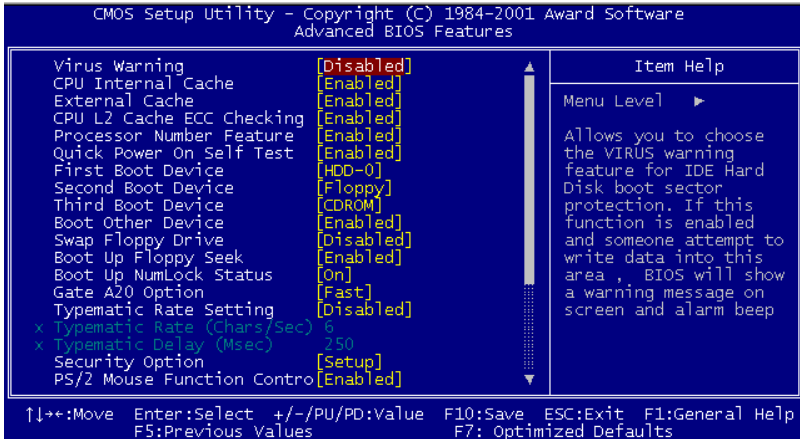 CMOS Setup Utility – Copyright (C) 1984-2001 Award Software
Advanced BIOS Features
Virus Warning [Disabled]
CPU Internal Cache [Enabled]
External Cache [Enabled]
CPU L2 Cache ECC Checking [Enabled]
Processor Number Feature [Enabled]
Quick Power On Self Test [Enabled]
First Boot Device [HDD-0]
Second Boot Device [Floppy]
Third Boot Device [CDROM]
Boot Other Device [Enabled]
Swap Floppy Drive [Disabled]
Boot Up Floppy Seek [Enabled]
Boot Up NumLock Status [On]
Gate A20 Option [Fast]
Typematic Rate Setting [Disabled]
x Typematic Rate (Chars/Sec) 6
x Typematic Delay (Msec) 250
Security Option [Setup]
PS/2 Mouse Function Contro[Enabled]
Item Help
Menu Level ►
Allows you to choose
the VIRUS warning
feature for IDE Hard
Disk boot sector
protection. If this
function is enabled
and someone attempt to
write data into this
area , BIOS will show
a warning message on
screen and alarm beep
↑↓→←:Move Enter:Select +/-/PU/PD:Value F10:Save ESC:Exit F1:General Help
F5:Previous Values F7: Optimized Defaults